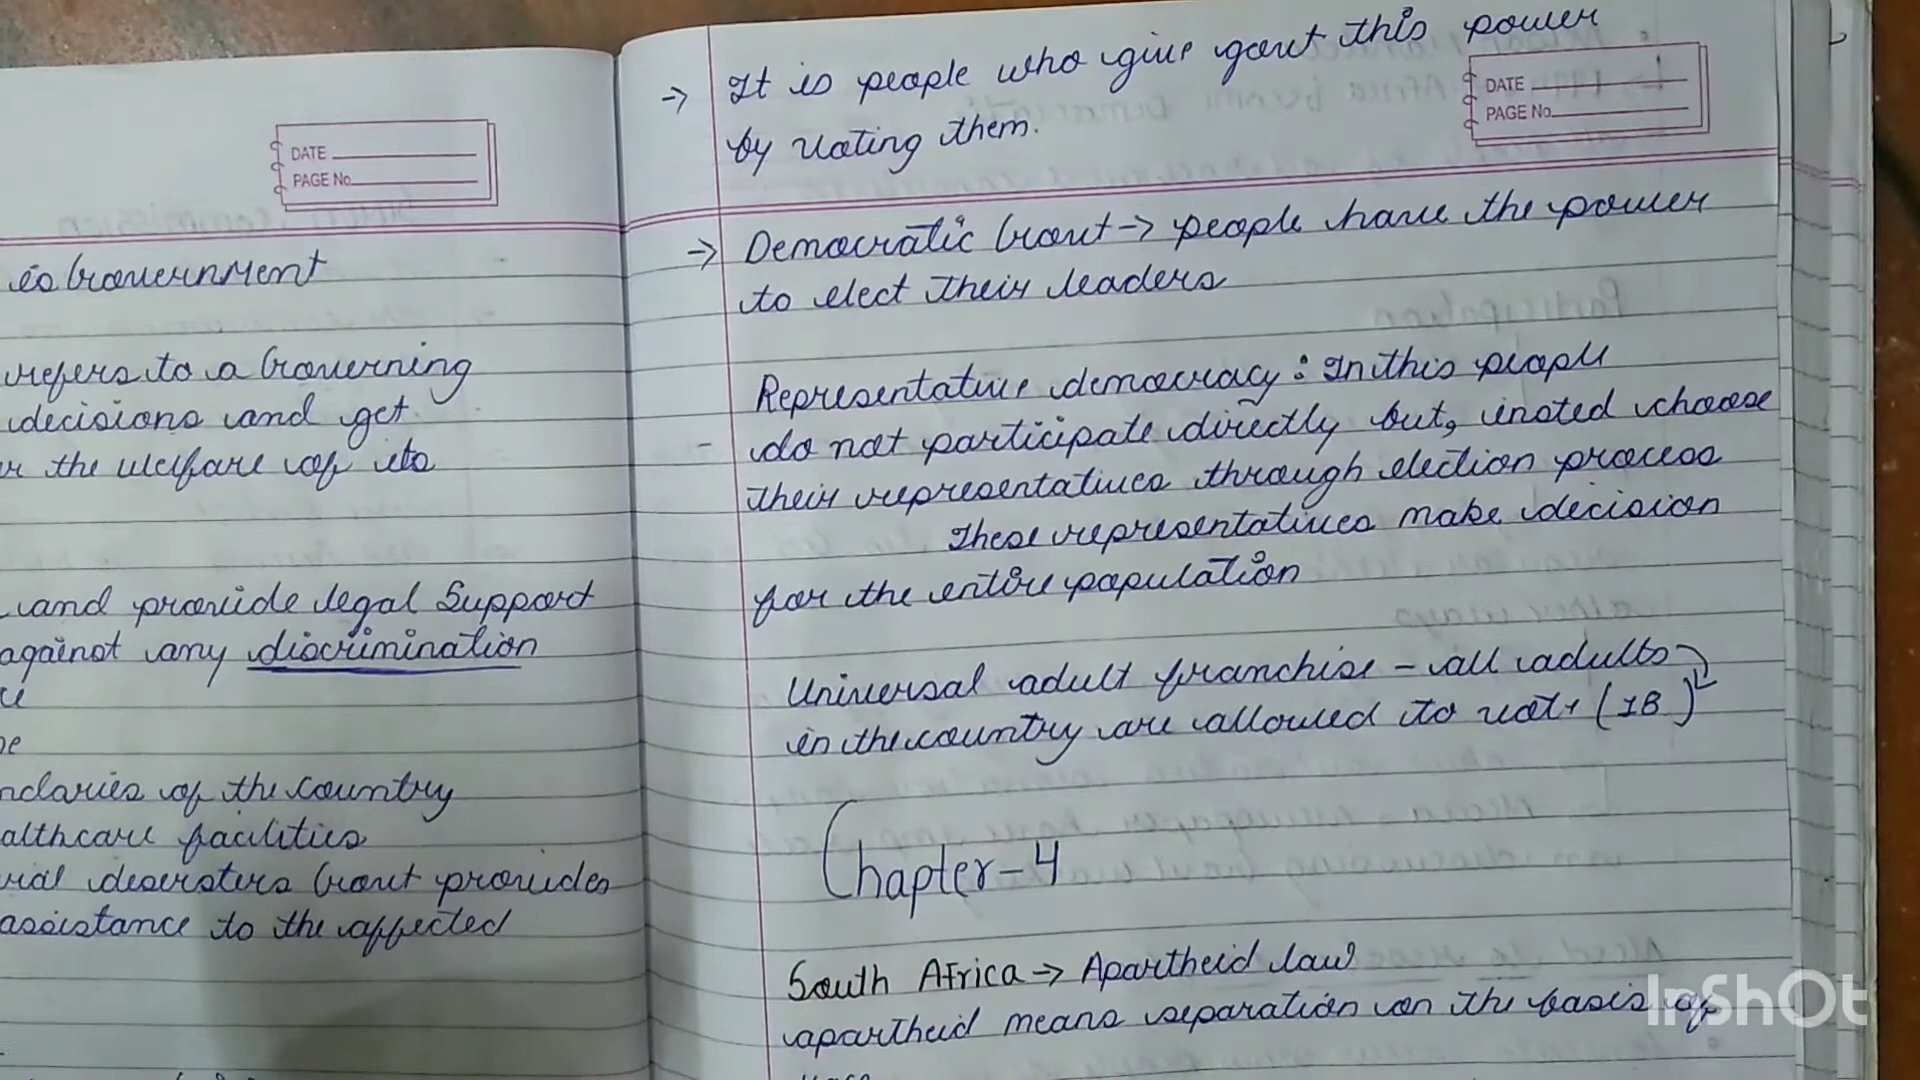 DATE
PAGE No.
is Government
refers to a Governing
decisions and get
the welfare of its
and provide legal Support
against any discrimination
ndaries of the country
althcare facilities
deserters Govt provides
assistance to the affected
→ It is people who give govt this power
DATE
PAGE No.
by voting them.
→ Democratic Govt → people have the power
to elect their leaders
Representative democracy : In this people
do not participate directly but, insted choose
their representatives through election process
These representatives make decision
for the entire population
Universal adult franchise – all adults
in the country are allowed to vote (18)
Chapter – 4
South Africa → Apartheid law
apartheid means separation on the basis of
InShOt